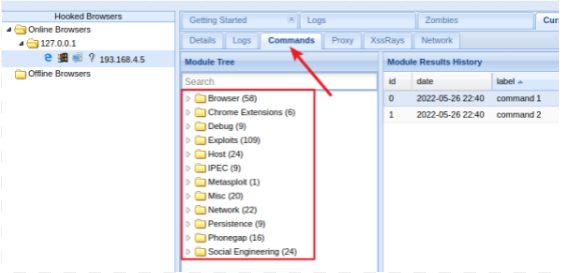 Hooked Browsers
Online Browsers
127.0.0.1
? 193.168.4.5
Offline Browsers
Getting Started Logs Zombies
Details Logs Commands Proxy XssRays Network
Module Tree
Search
Browser (58)
Chrome Extensions (6)
Debug (9)
Exploits (109)
Host (24)
IPEC (9)
Metasploit (1)
Misc (20)
Network (22)
Persistence (9)
Phonegap (16)
Social Engineering (24)
Module Results History
id date label
0 2022-05-26 22:40 command 1
1 2022-05-26 22:40 command 2